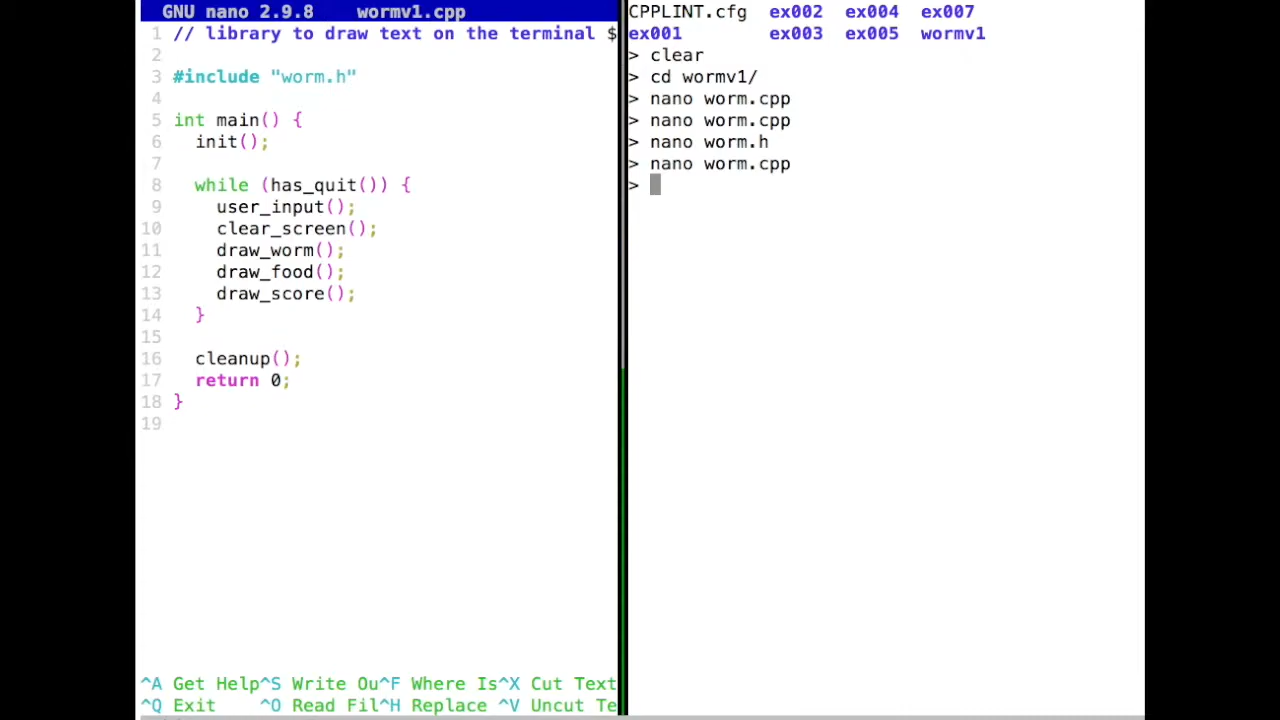 GNU nano 2.9.8 wormv1.cpp
1 // library to draw text on the terminal $
2
3 #include "worm.h"
4
5 int main() {
6 init();
7
8 while (has_quit()) {
9 user_input();
10 clear_screen();
11 draw_worm();
12 draw_food();
13 draw_score();
14 }
15
16 cleanup();
17 return 0;
18 }
19
^A Get Help^S Write Ou^F Where Is^X Cut Text
^Q Exit ^O Read Fil^H Replace ^V Uncut Te
CPPLINT.cfg ex002 ex004 ex007
ex001 ex003 ex005 wormv1
> clear
> cd wormv1/
> nano worm.cpp
> nano worm.cpp
> nano worm.h
> nano worm.cpp
>